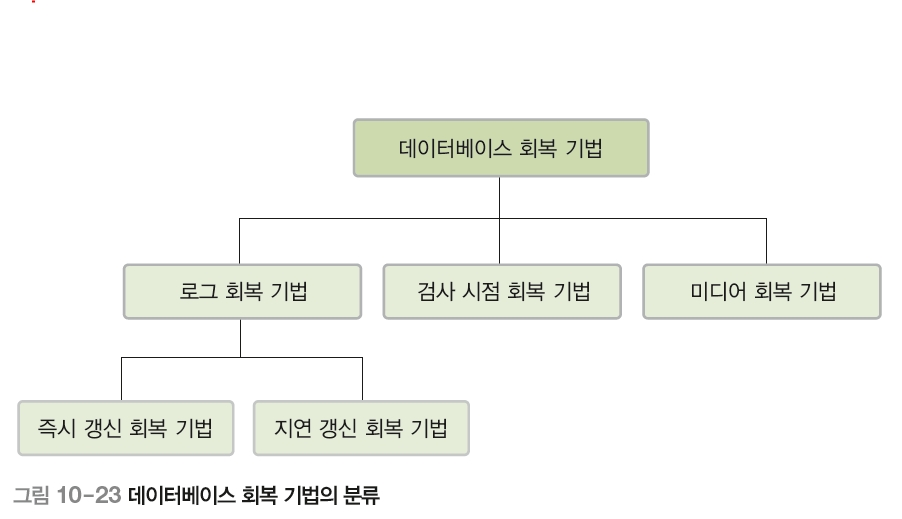 데이터베이스 회복 기법
로그 회복 기법
검사 시점 회복 기법
미디어 회복 기법
즉시 갱신 회복 기법
지연 갱신 회복 기법
그림 10-23 데이터베이스 회복 기법의 분류